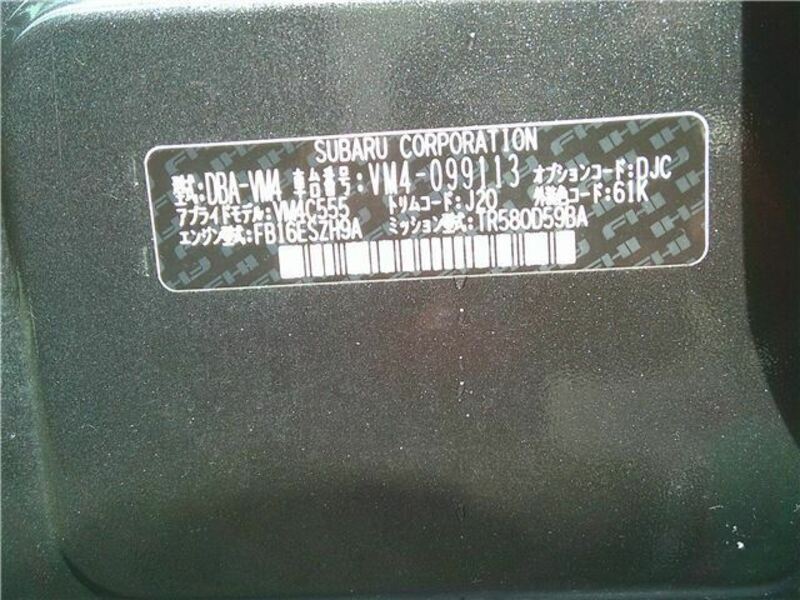 SUBARU CORPORATION
型式:DBA-VM4 車台番号:VM4-099113 オプションコード:DJC
アプライドモデル:VM4C555 トリムコード:J20 外装色コード:61K
エンジン型式:FB16ESZH9A ミッション型式:TR580D59BA